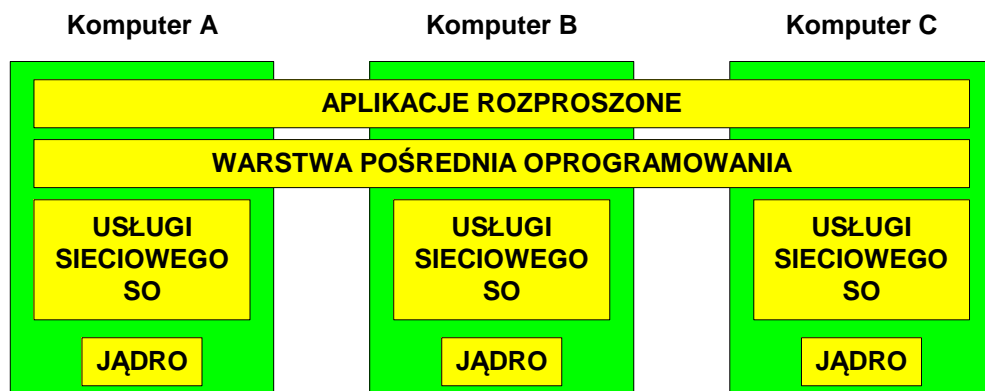 Komputer A
Komputer B
Komputer C
APLIKACJE ROZPROSZONE
WARSTWA POŚREDNIA OPROGRAMOWANIA
USŁUGI
SIECIOWEGO
SO
USŁUGI
SIECIOWEGO
SO
USŁUGI
SIECIOWEGO
SO
JĄDRO
JĄDRO
JĄDRO